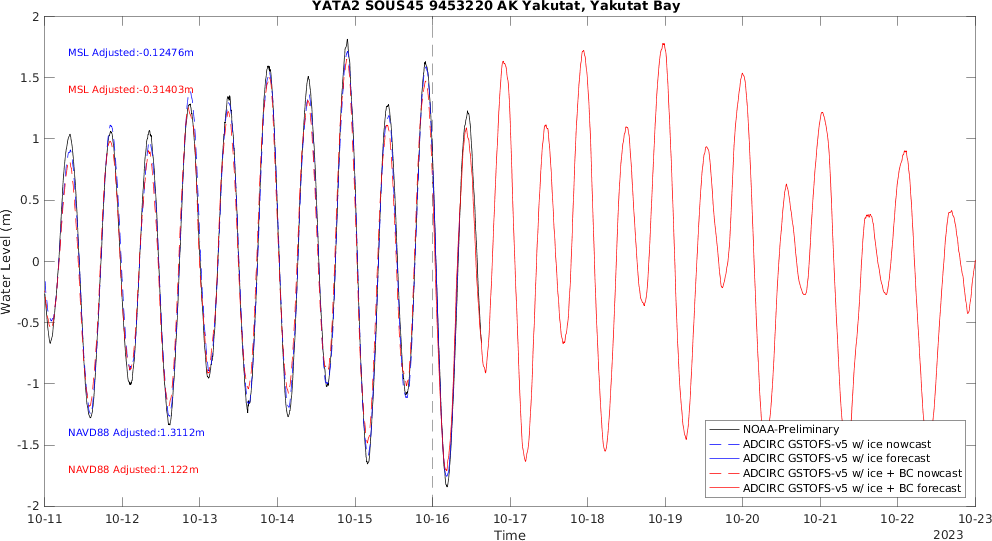 YATA2 SOUS45 9453220 AK Yakutat, Yakutat Bay
2
MSL Adjusted:-0.12476m
1.5
MSL Adjusted:-0.31403m
1
0.5
0
Water Level (m)
-0.5
-1
NAVD88 Adjusted:1.3112m
-1.5
NAVD88 Adjusted:1.122m
-2
NOAA-Preliminary
ADCIRC GSTOFS-v5 w/ ice nowcast
ADCIRC GSTOFS-v5 w/ ice forecast
ADCIRC GSTOFS-v5 w/ ice + BC nowcast
ADCIRC GSTOFS-v5 w/ ice + BC forecast
10-11 10-12 10-13 10-14 10-15 10-16 10-17 10-18 10-19 10-20 10-21 10-22 10-23
Time
2023